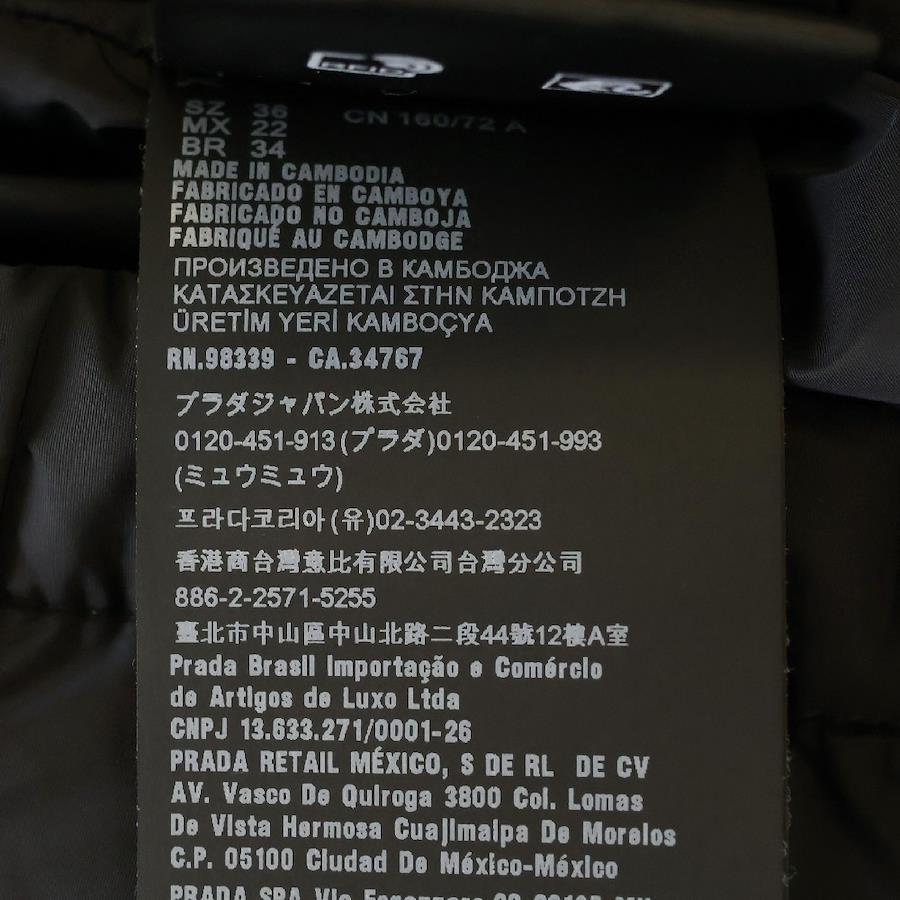 RFID
SZ 36 CN 160/72 A
MX 22
BR 34
MADE IN CAMBODIA
FABRICADO EN CAMBOYA
FABRICADO NO CAMBOJA
FABRIQUÉ AU CAMBODGE
ПРОИЗВЕДЕНО В КАМБОДЖА
ΚΑΤΑΣΚΕΥΑΖΕΤΑΙ ΣΤΗΝ ΚΑΜΠΟΤΖΗ
ÜRETİM YERİ KAMBOÇYA
RN.98339 - CA.34767
プラダジャパン株式会社
0120-451-913(プラダ)0120-451-993
(ミュウミュウ)
프라다코리아(유)02-3443-2323
香港商台灣意比有限公司台灣分公司
886-2-2571-5255
臺北市中山區中山北路二段44號12樓A室
Prada Brasil Importação e Comércio
de Artigos de Luxo Ltda
CNPJ 13.633.271/0001-26
PRADA RETAIL MÉXICO, S DE RL DE CV
AV. Vasco De Quiroga 3800 Col. Lomas
De Vista Hermosa Cuajimalpa De Morelos
C.P. 05100 Ciudad De México-México
PRADA SPA Via